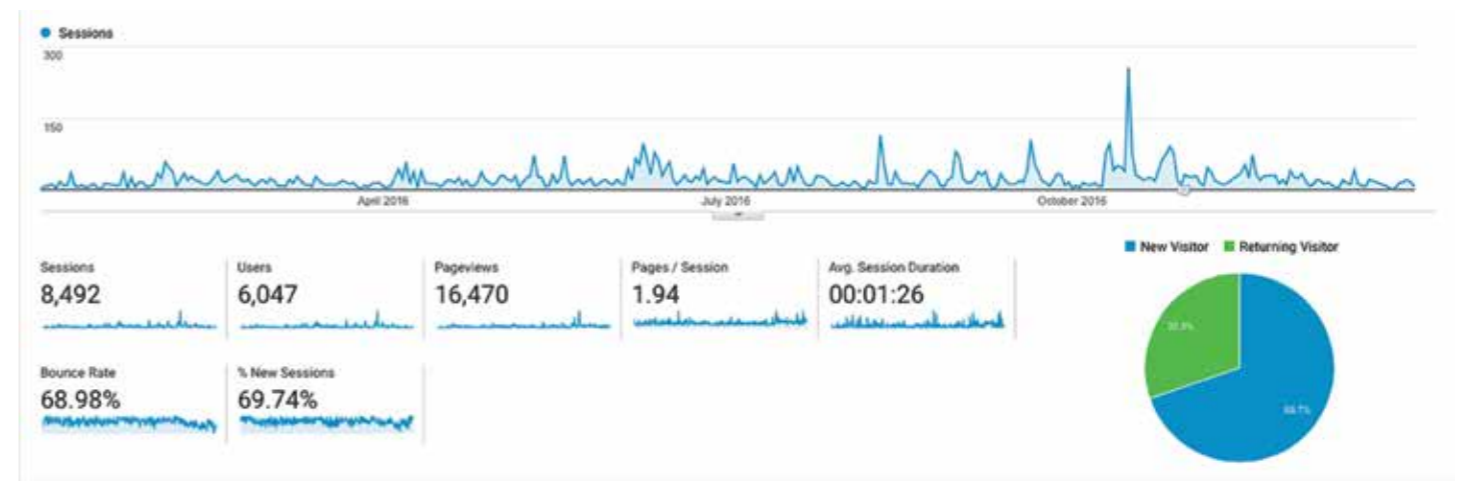 Sessions
300
150
April 2016
July 2016
October 2016
New Visitor
Returning Visitor
Sessions
8,492
Users
6,047
Pageviews
16,470
Pages / Session
1.94
Avg. Session Duration
00:01:26
Bounce Rate
68.98%
% New Sessions
69.74%